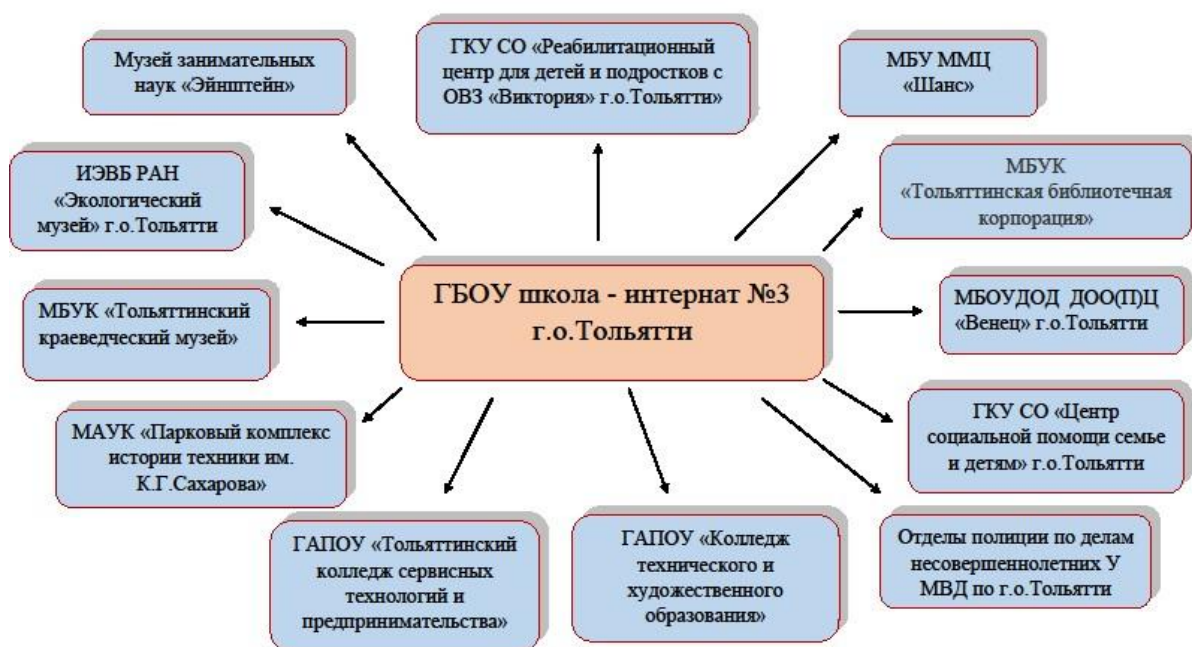 Музей занимательных
наук «Эйнштейн»
ГКУ СО «Реабилитационный
центр для детей и подростков с
ОВЗ «Виктория» г.о.Тольятти»
МБУ ММЦ
«Шанс»
ИЭВБ РАН
«Экологический
музей» г.о.Тольятти
МБУК
«Тольяттинская библиотечная
корпорация»
ГБОУ школа - интернат №3
г.о.Тольятти
МБУК «Тольяттинский
краеведческий музей»
МБОУДОД ДОО(П)Ц
«Венец» г.о.Тольятти
МАУК «Парковый комплекс
истории техники им.
К.Г.Сахарова»
ГКУ СО «Центр
социальной помощи семье
и детям» г.о.Тольятти
ГАПОУ «Тольяттинский
колледж сервисных
технологий и
предпринимательства»
ГАПОУ «Колледж
технического и
художественного
образования»
Отделы полиции по делам
несовершеннолетних У
МВД по г.о.Тольятти